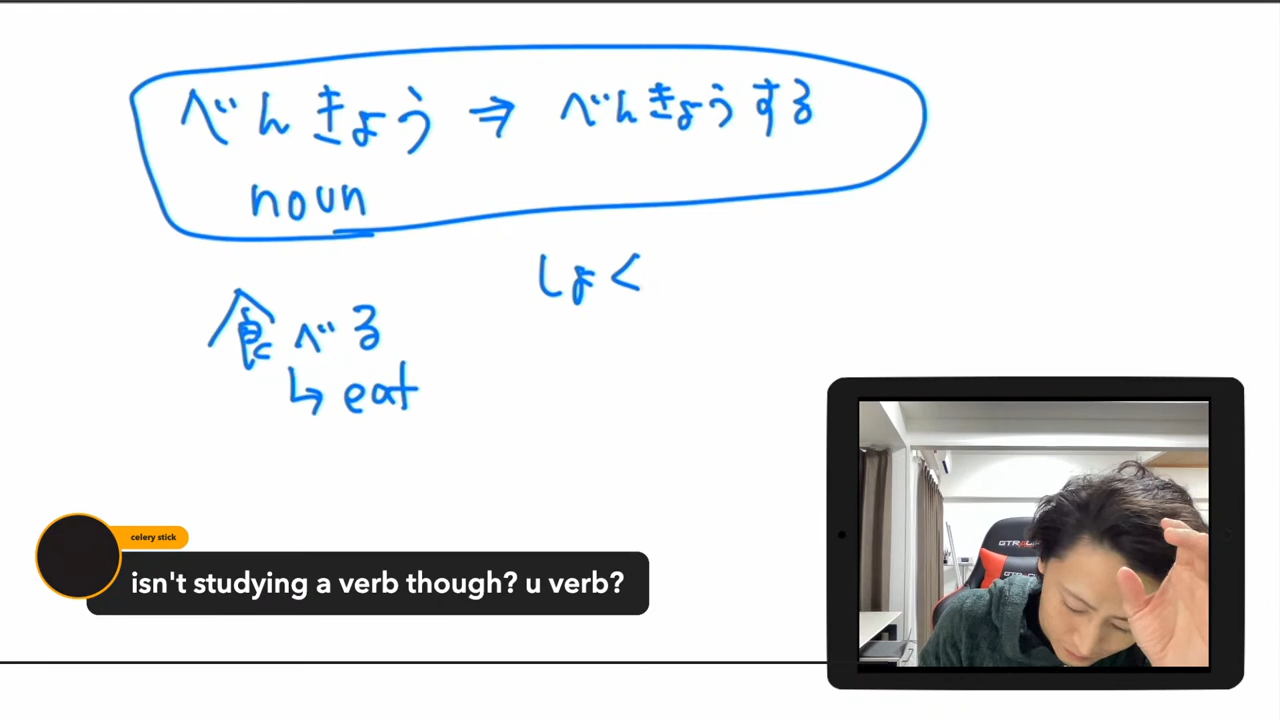 べんきょう ⇒ べんきょうする
noun
しょく
食べる
↳ eat
celery stick
isn't studying a verb though? u verb?